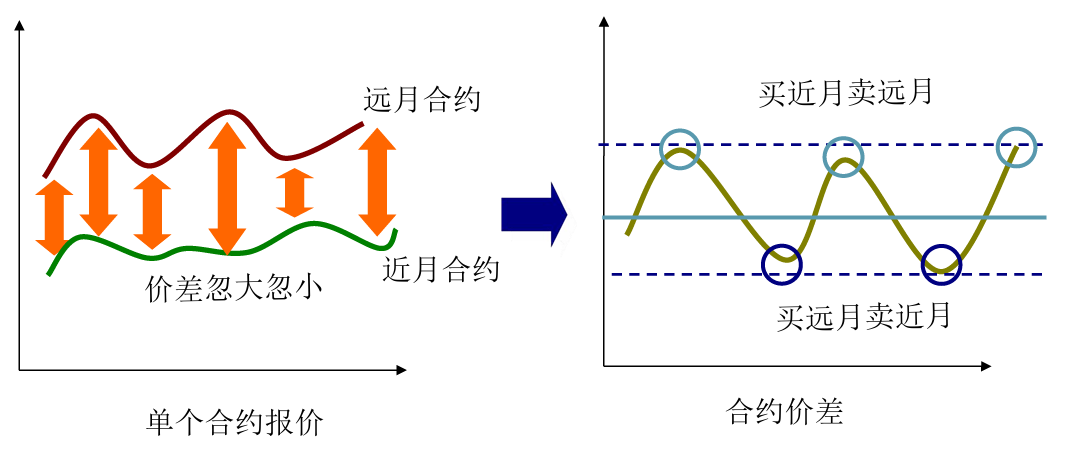 远月合约
近月合约
价差忽大忽小
单个合约报价
买近月卖远月
买远月卖近月
合约价差